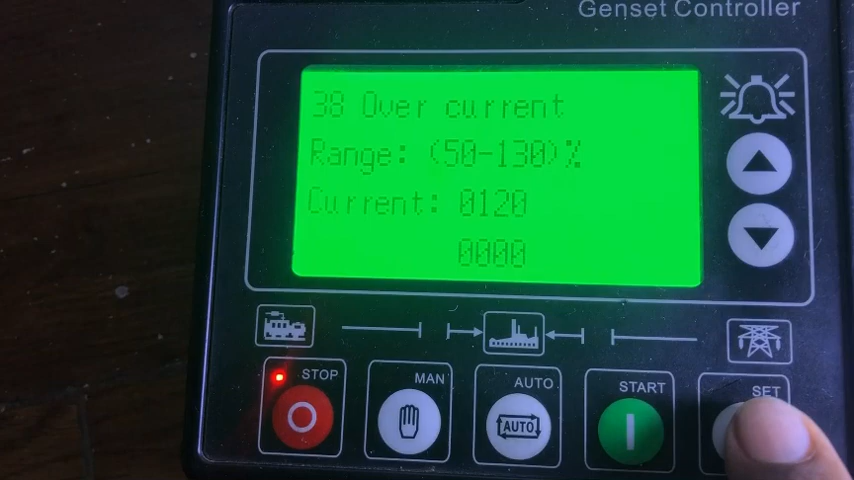 Genset Controller
38 Over current
Range: (50-130)%
Current: 0120
0000
STOP
MAN
AUTO
START
SET
AUTO